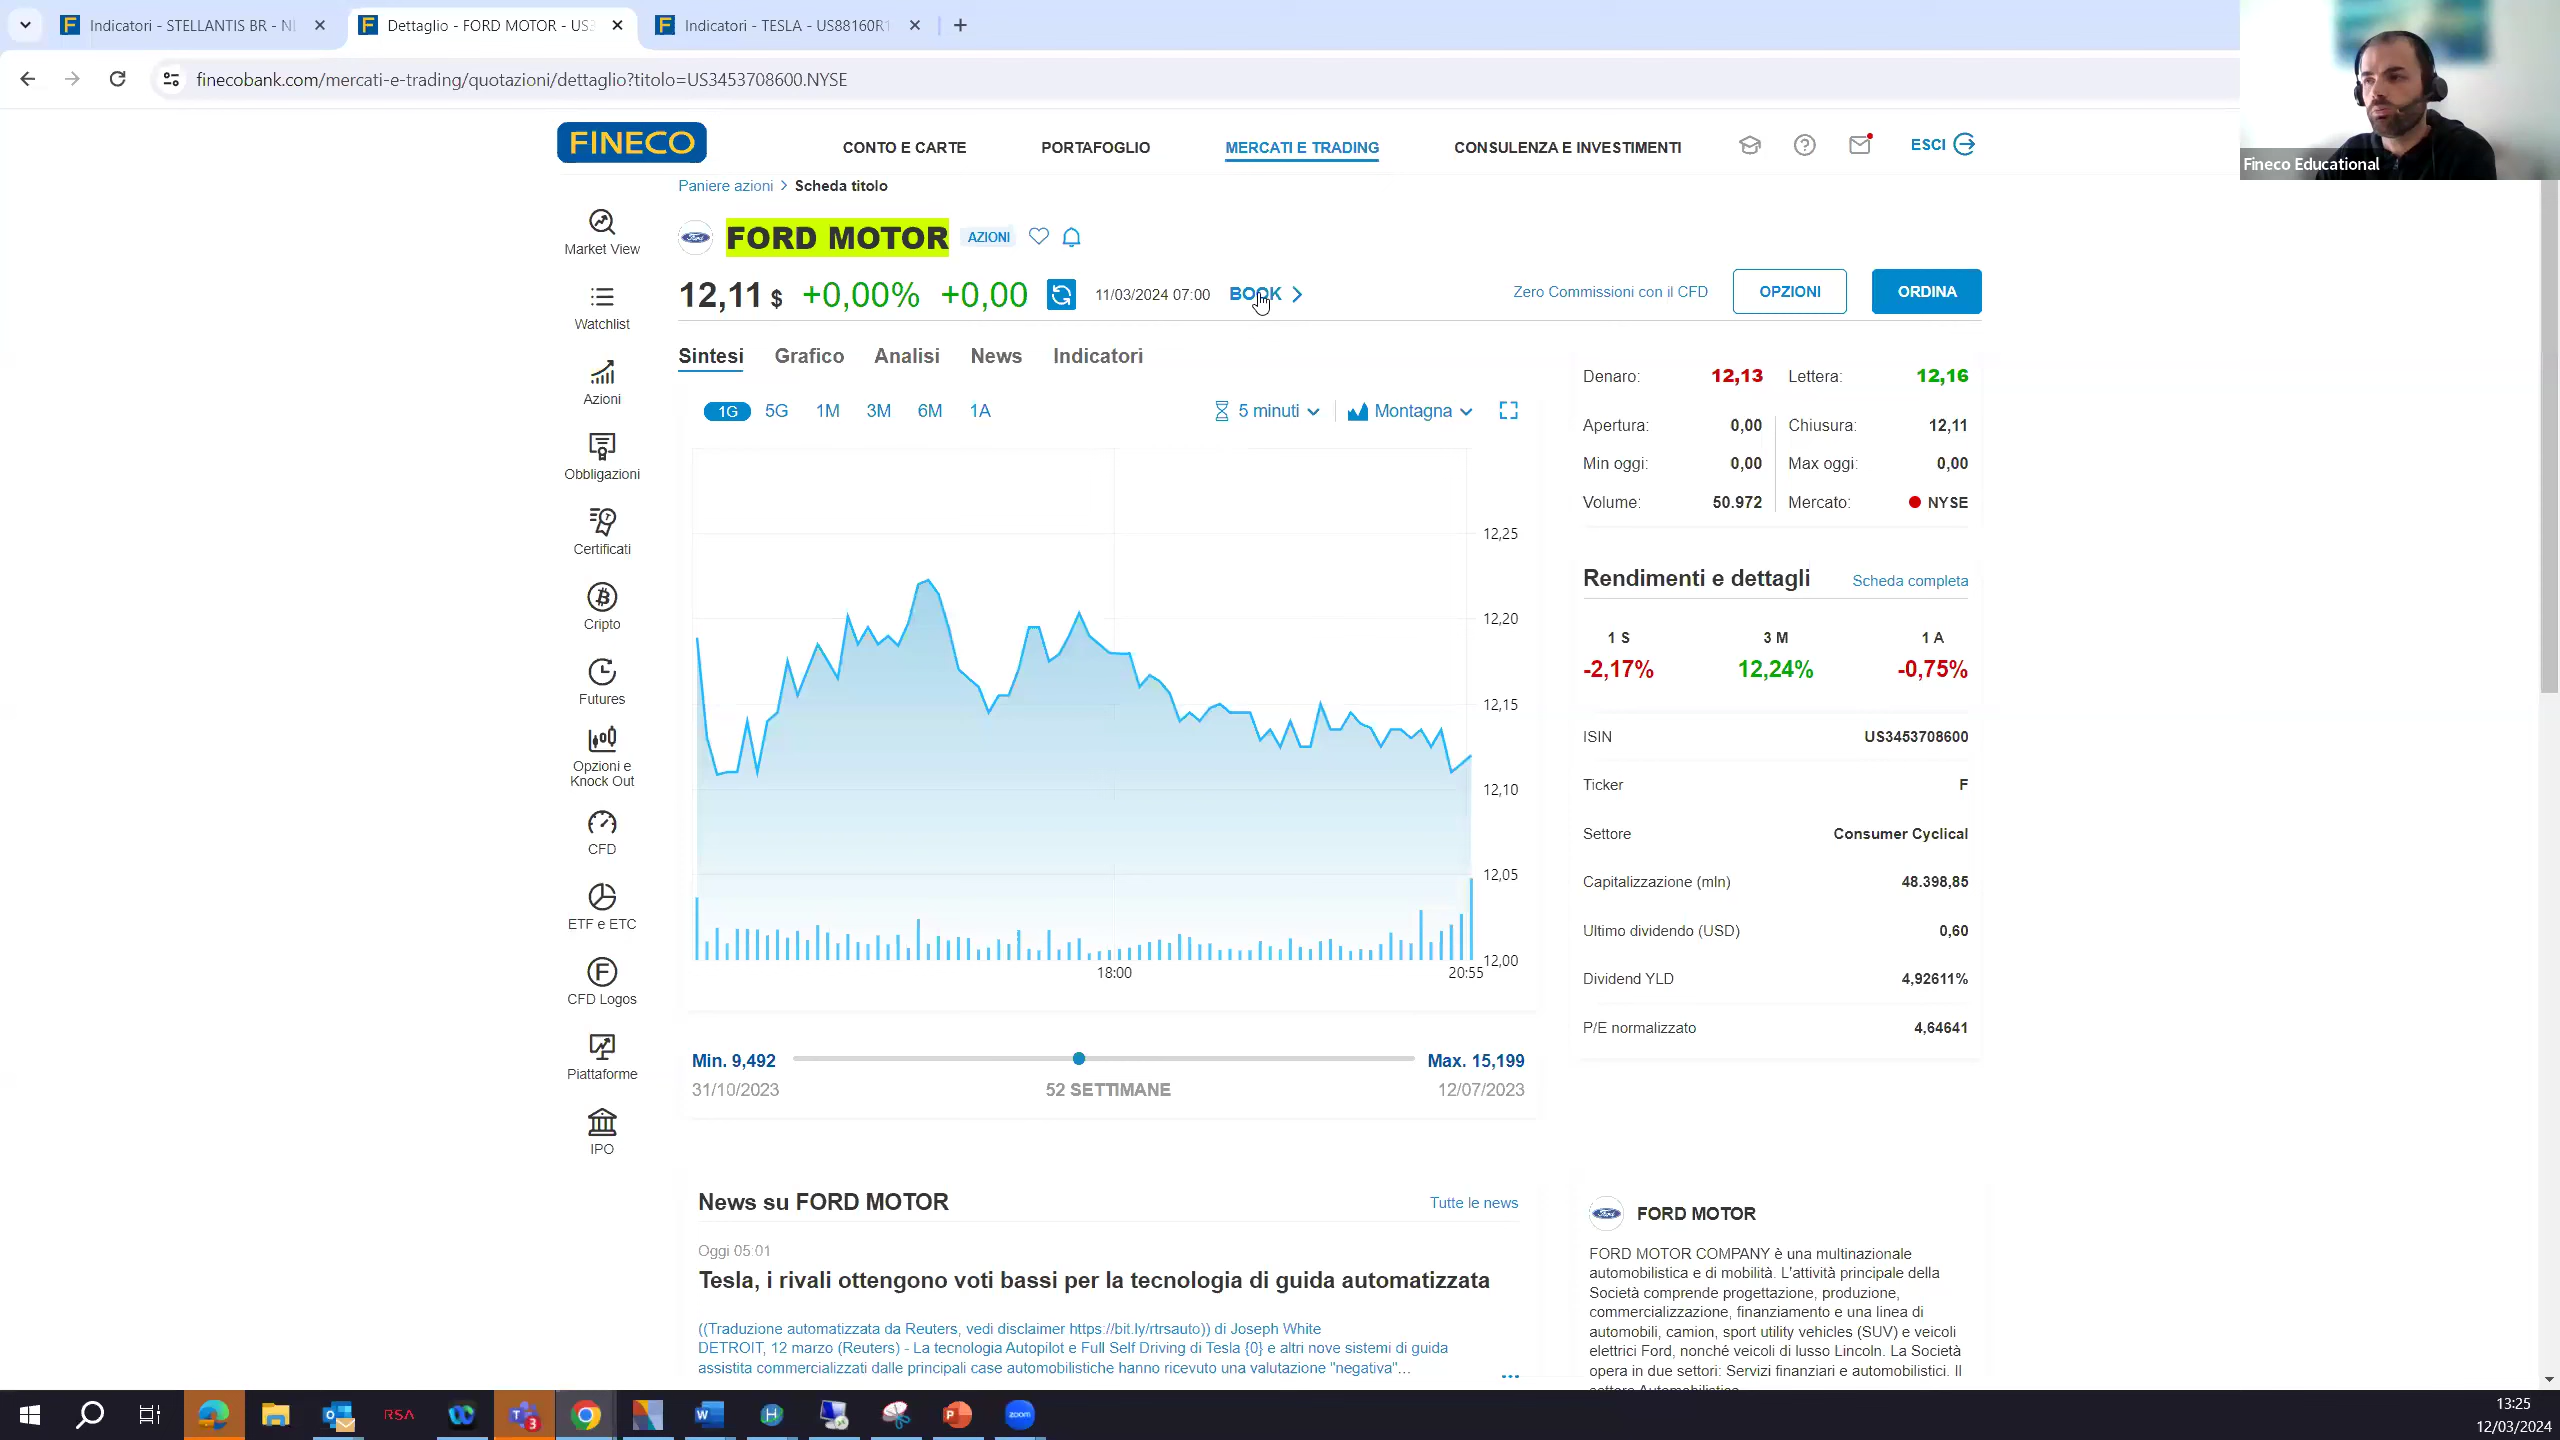 Indicatori - STELLANTIS BR - NL
Dettaglio - FORD MOTOR - US3
Indicatori - TESLA - US88160R1
finecobank.com/mercati-e-trading/quotazioni/dettaglio?titolo=US3453708600.NYSE
FINECO
CONTO E CARTE
PORTAFOGLIO
MERCATI E TRADING
CONSULENZA E INVESTIMENTI
ESCI
Fineco Educational
Paniere azioni > Scheda titolo
FORD MOTOR AZIONI
12,11 $ +0,00% +0,00 11/03/2024 07:00 BOOK
Zero Commissioni con il CFD
OPZIONI
ORDINA
Market View
Watchlist
Azioni
Obbligazioni
Certificati
Cripto
Futures
Opzioni e
Knock Out
CFD
ETF e ETC
CFD Logos
Piattaforme
IPO
Sintesi Grafico Analisi News Indicatori
1G 5G 1M 3M 6M 1A
5 minuti
Montagna
12,25
12,20
12,15
12,10
12,05
12,00
18:00
20:55
Min. 9,492
Max. 15,199
31/10/2023
52 SETTIMANE
12/07/2023
Denaro: 12,13 Lettera: 12,16
Apertura: 0,00 Chiusura: 12,11
Min oggi: 0,00 Max oggi: 0,00
Volume: 50.972 Mercato: NYSE
Rendimenti e dettagli Scheda completa
1 S 3 M 1 A
-2,17% 12,24% -0,75%
ISIN US3453708600
Ticker F
Settore Consumer Cyclical
Capitalizzazione (mln) 48.398,85
Ultimo dividendo (USD) 0,60
Dividend YLD 4,92611%
P/E normalizzato 4,64641
News su FORD MOTOR Tutte le news
Oggi 05:01
Tesla, i rivali ottengono voti bassi per la tecnologia di guida automatizzata
((Traduzione automatizzata da Reuters, vedi disclaimer https://bit.ly/rtrsauto)) di Joseph White
DETROIT, 12 marzo (Reuters) - La tecnologia Autopilot e Full Self Driving di Tesla {0} e altri nove sistemi di guida
assistita commercializzati dalle principali case automobilistiche hanno ricevuto una valutazione "negativa"...
...
FORD MOTOR
FORD MOTOR COMPANY è una multinazionale
automobilistica e di mobilità. L'attività principale della
Società comprende progettazione, produzione,
commercializzazione, finanziamento e una linea di
automobili, camion, sport utility vehicles (SUV) e veicoli
elettrici Ford, nonché veicoli di lusso Lincoln. La Società
opera in due settori: Servizi finanziari e automobilistici. Il
RSA
3
zoom
13:25
12/03/2024